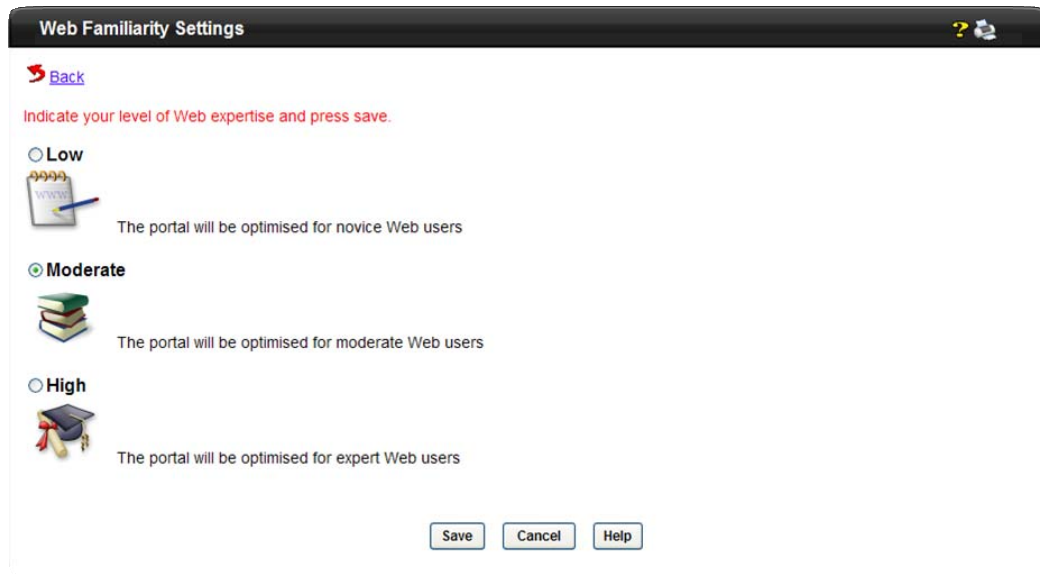 Web Familiarity Settings
?
Back
Indicate your level of Web expertise and press save.
Low
WWW
The portal will be optimised for novice Web users
Moderate
The portal will be optimised for moderate Web users
High
The portal will be optimised for expert Web users
Save Cancel Help